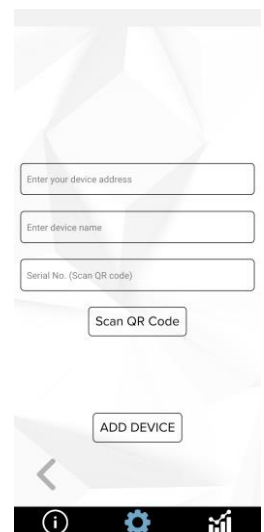 Enter your device address
Enter device name
Serial No. (Scan QR code)
Scan QR Code
ADD DEVICE